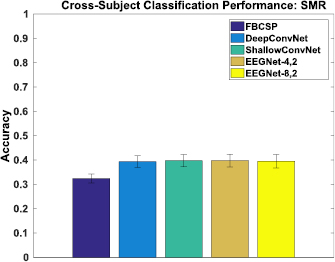 Cross-Subject Classification Performance: SMR
FBCSP
DeepConvNet
ShallowConvNet
EEGNet-4,2
EEGNet-8,2
Accuracy
1
0.9
0.8
0.7
0.6
0.5
0.4
0.3
0.2
0.1
0